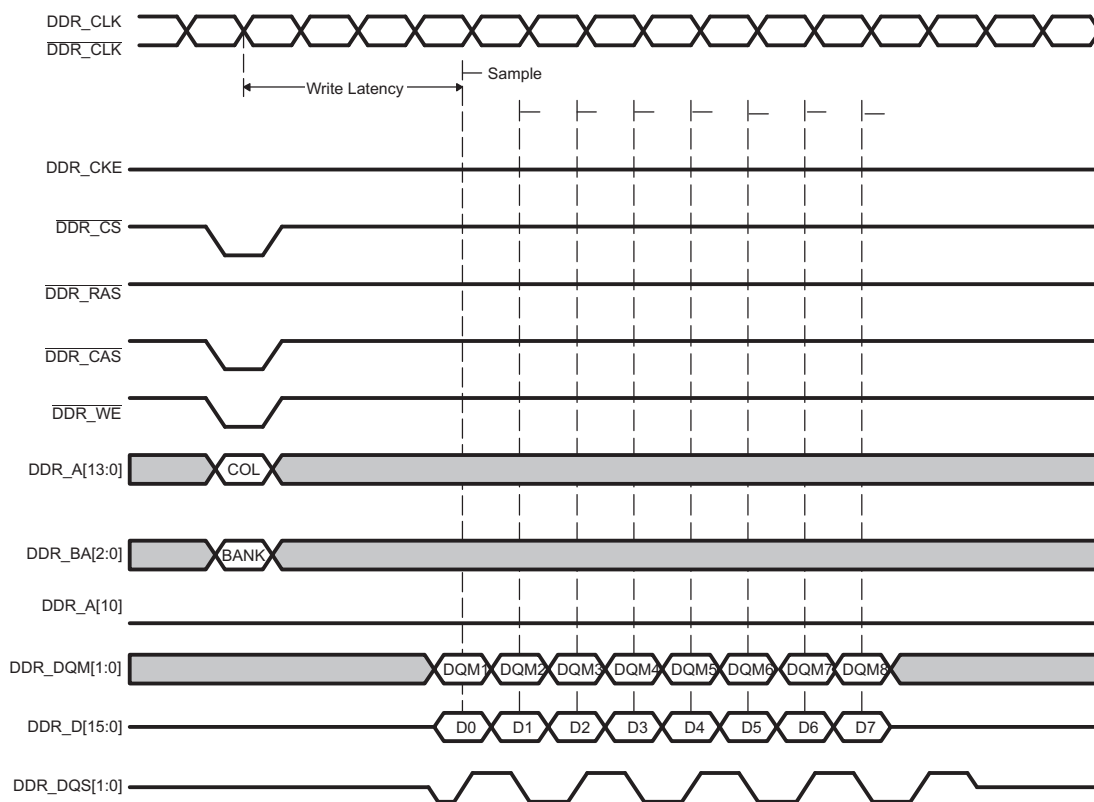 DDR_CLK
DDR_CLK
Sample
Write Latency
DDR_CKE
DDR_CS
DDR_RAS
DDR_CAS
DDR_WE
DDR_A[13:0]
COL
DDR_BA[2:0]
BANK
DDR_A[10]
DDR_DQM[1:0]
DQM1 DQM2 DQM3 DQM4 DQM5 DQM6 DQM7 DQM8
DDR_D[15:0]
D0 D1 D2 D3 D4 D5 D6 D7
DDR_DQS[1:0]